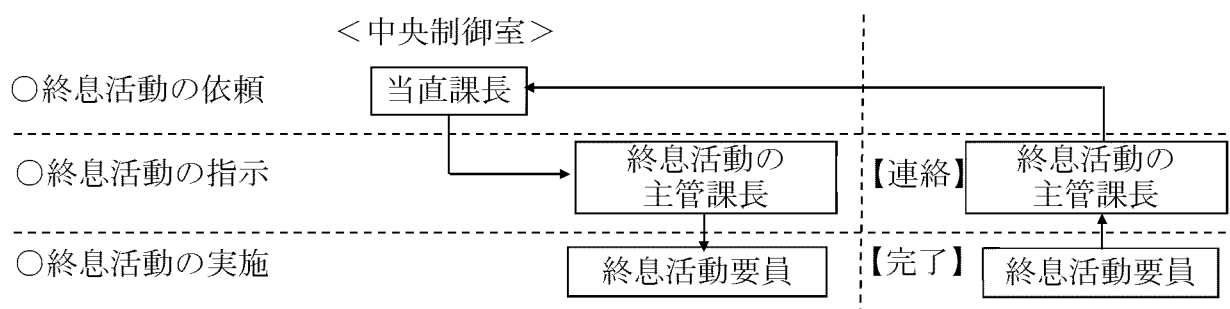 ＜中央制御室＞
○終息活動の依頼
当直課長
○終息活動の指示
終息活動の
主管課長
【連絡】
終息活動の
主管課長
○終息活動の実施
終息活動要員
【完了】
終息活動要員